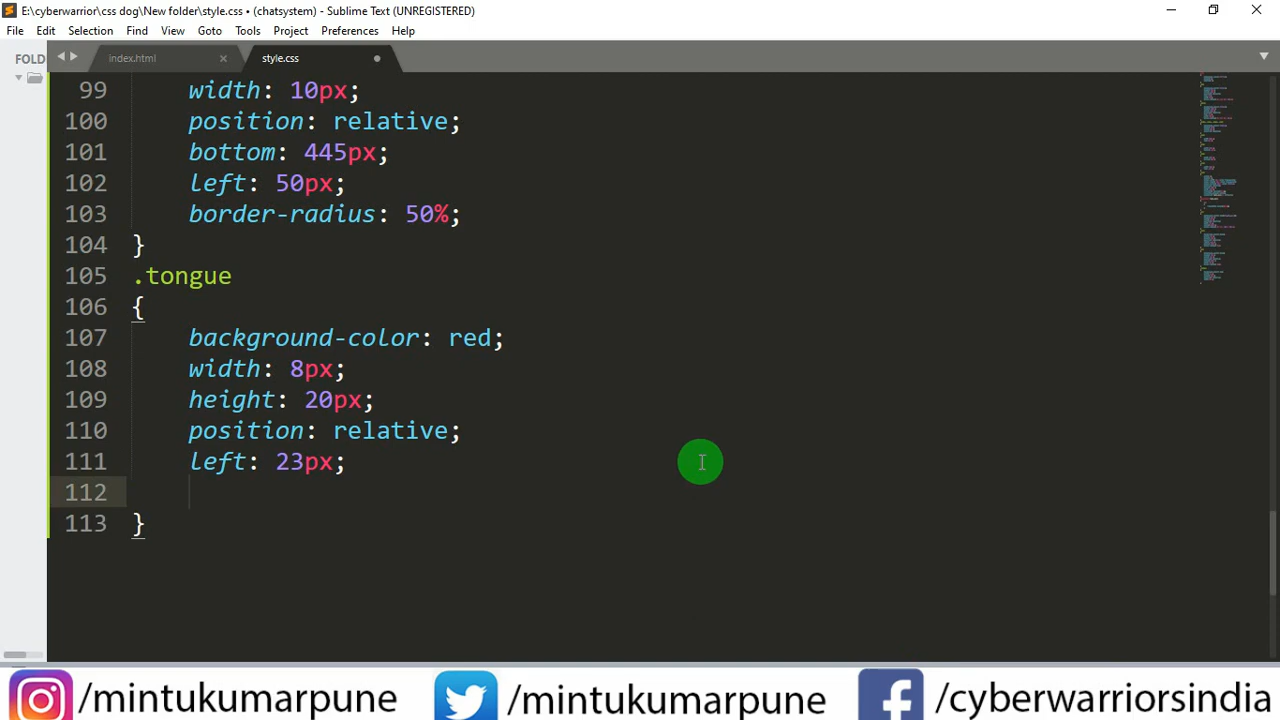 E:\cyberwarrior\css dog\New folder\style.css • (chatsystem) - Sublime Text (UNREGISTERED)
File Edit Selection Find View Goto Tools Project Preferences Help
FOLD
index.html
style.css
99 width: 10px;
100 position: relative;
101 bottom: 445px;
102 left: 50px;
103 border-radius: 50%;
104 }
105 .tongue
106 {
107 background-color: red;
108 width: 8px;
109 height: 20px;
110 position: relative;
111 left: 23px;
112
113 }
/mintukumarpune /mintukumarpune /cyberwarriorsindia